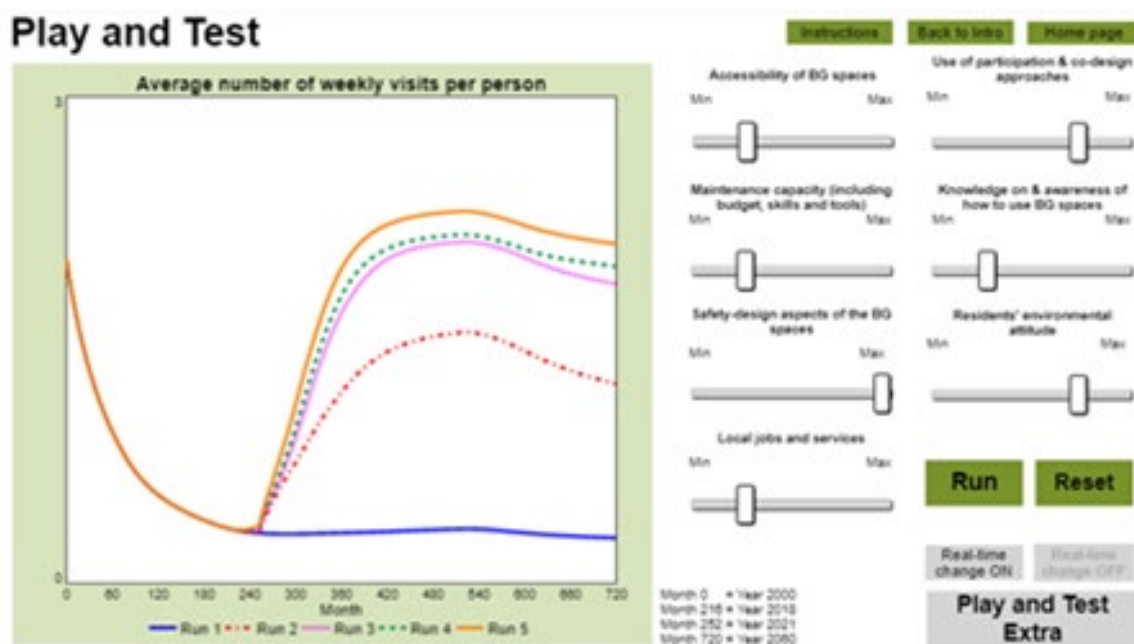 Play and Test
Instructions
Back to Intro
Home page
Average number of weekly visits per person
3
0
0 60 120 180 240 300 360 420 480 540 600 660 720
Month
Run 1 Run 2 Run 3 Run 4 Run 5
Accessibility of BG spaces
Min Max
Use of participation & co-design
approaches
Min Max
Maintenance capacity (including
budget, skills and tools)
Min Max
Knowledge on & awareness of
how to use BG spaces
Min Max
Safety-design aspects of the BG
spaces
Min Max
Residents' environmental
attitude
Min Max
Local jobs and services
Min Max
Run
Reset
Real-time
change ON
Real-time
change OFF
Month 0 = Year 2000
Month 216 = Year 2018
Month 252 = Year 2021
Month 720 = Year 2060
Play and Test
Extra